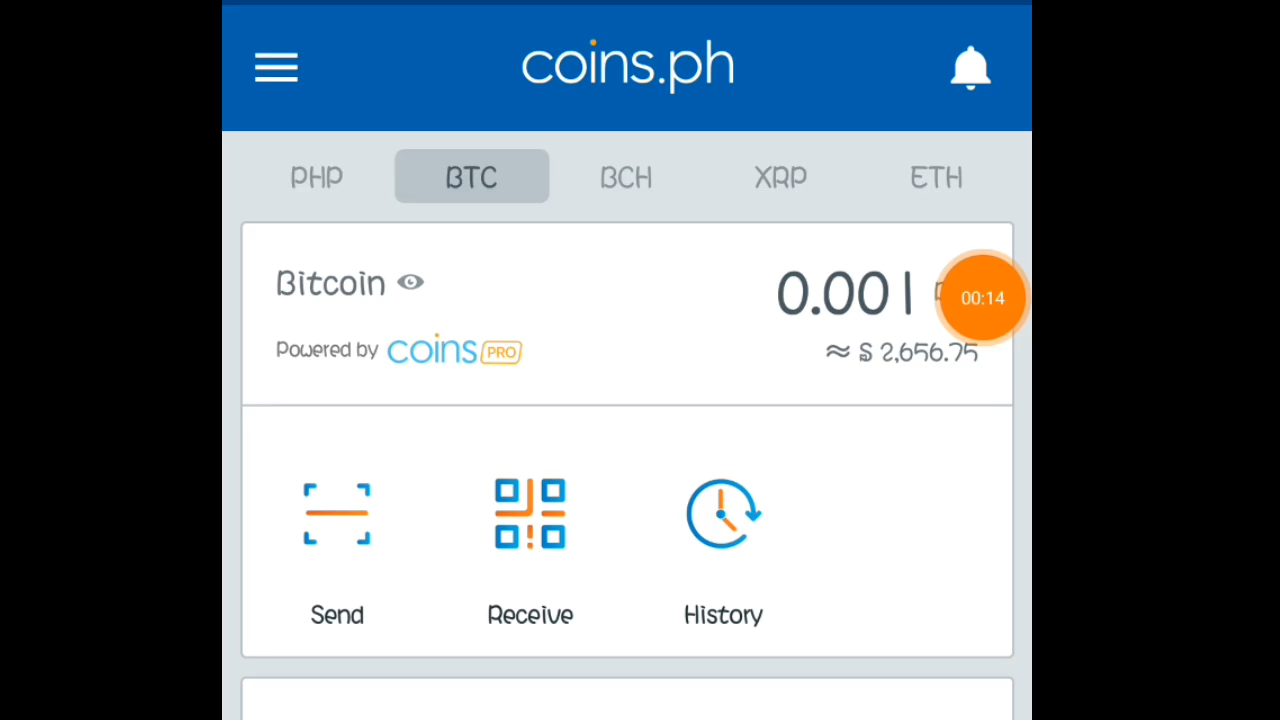 coins.ph
PHP BTC BCH XRP ETH
Bitcoin 0.001
00:14
Powered by coins PRO ≈ $ 2,656.75
Send Receive History